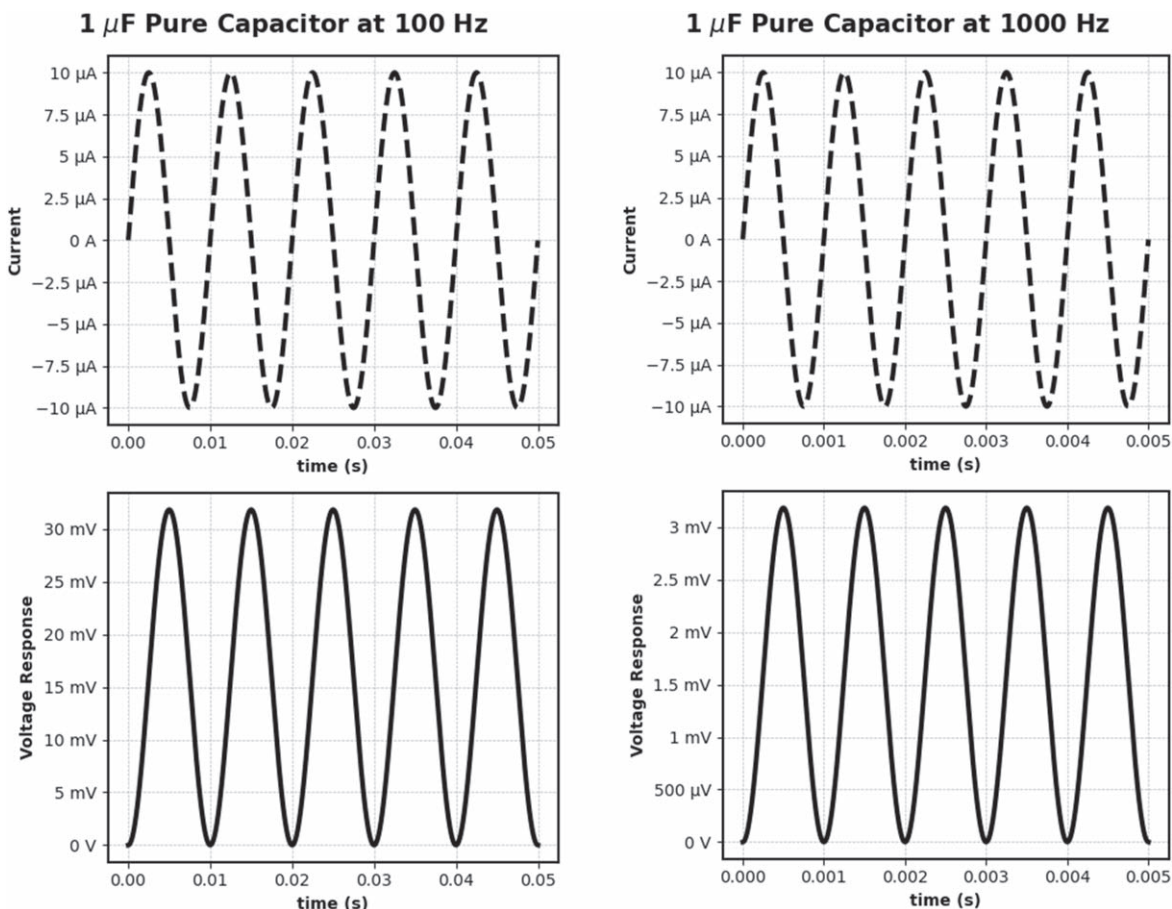 1 μF Pure Capacitor at 100 Hz
10 μA
7.5 μA
5 μA
2.5 μA
0 A
−2.5 μA
−5 μA
−7.5 μA
−10 μA
Current
0.00 0.01 0.02 0.03 0.04 0.05
time (s)
1 μF Pure Capacitor at 1000 Hz
10 μA
7.5 μA
5 μA
2.5 μA
0 A
−2.5 μA
−5 μA
−7.5 μA
−10 μA
Current
0.000 0.001 0.002 0.003 0.004 0.005
time (s)
30 mV
25 mV
20 mV
15 mV
10 mV
5 mV
0 V
Voltage Response
0.00 0.01 0.02 0.03 0.04 0.05
time (s)
3 mV
2.5 mV
2 mV
1.5 mV
1 mV
500 μV
0 V
Voltage Response
0.000 0.001 0.002 0.003 0.004 0.005
time (s)